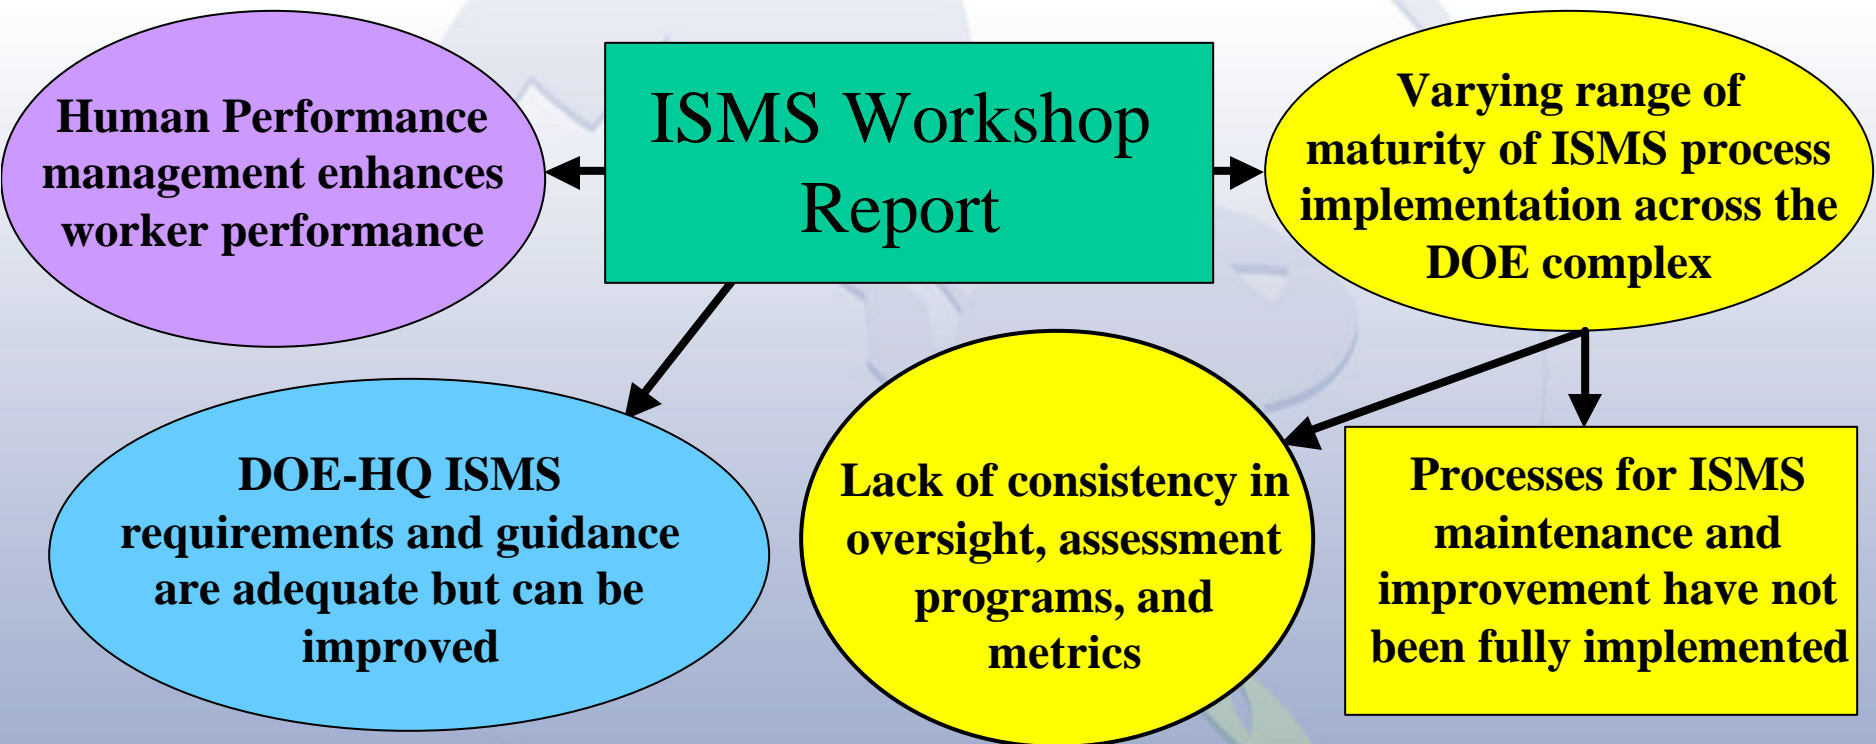 Human Performance
management enhances
worker performance
ISMS Workshop
Report
Varying range of
maturity of ISMS process
implementation across the
DOE complex
DOE-HQ ISMS
requirements and guidance
are adequate but can be
improved
Lack of consistency in
oversight, assessment
programs, and
metrics
Processes for ISMS
maintenance and
improvement have not
been fully implemented